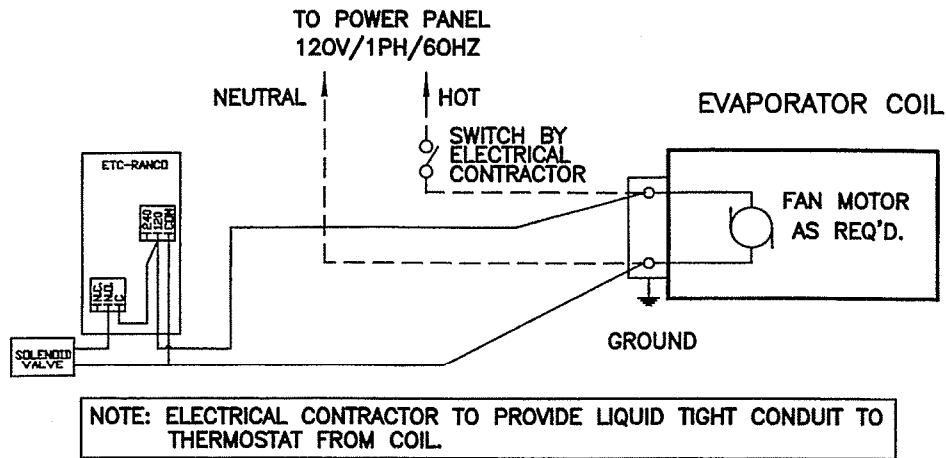 TO POWER PANEL
120V/1PH/60HZ
NEUTRAL
HOT
EVAPORATOR COIL
SWITCH BY
ELECTRICAL
CONTRACTOR
ETC-RANCO
240
120
COM
FAN MOTOR
AS REQ'D.
N.C.
N.O.
C
GROUND
SOLENOID
VALVE
NOTE: ELECTRICAL CONTRACTOR TO PROVIDE LIQUID TIGHT CONDUIT TO
THERMOSTAT FROM COIL.